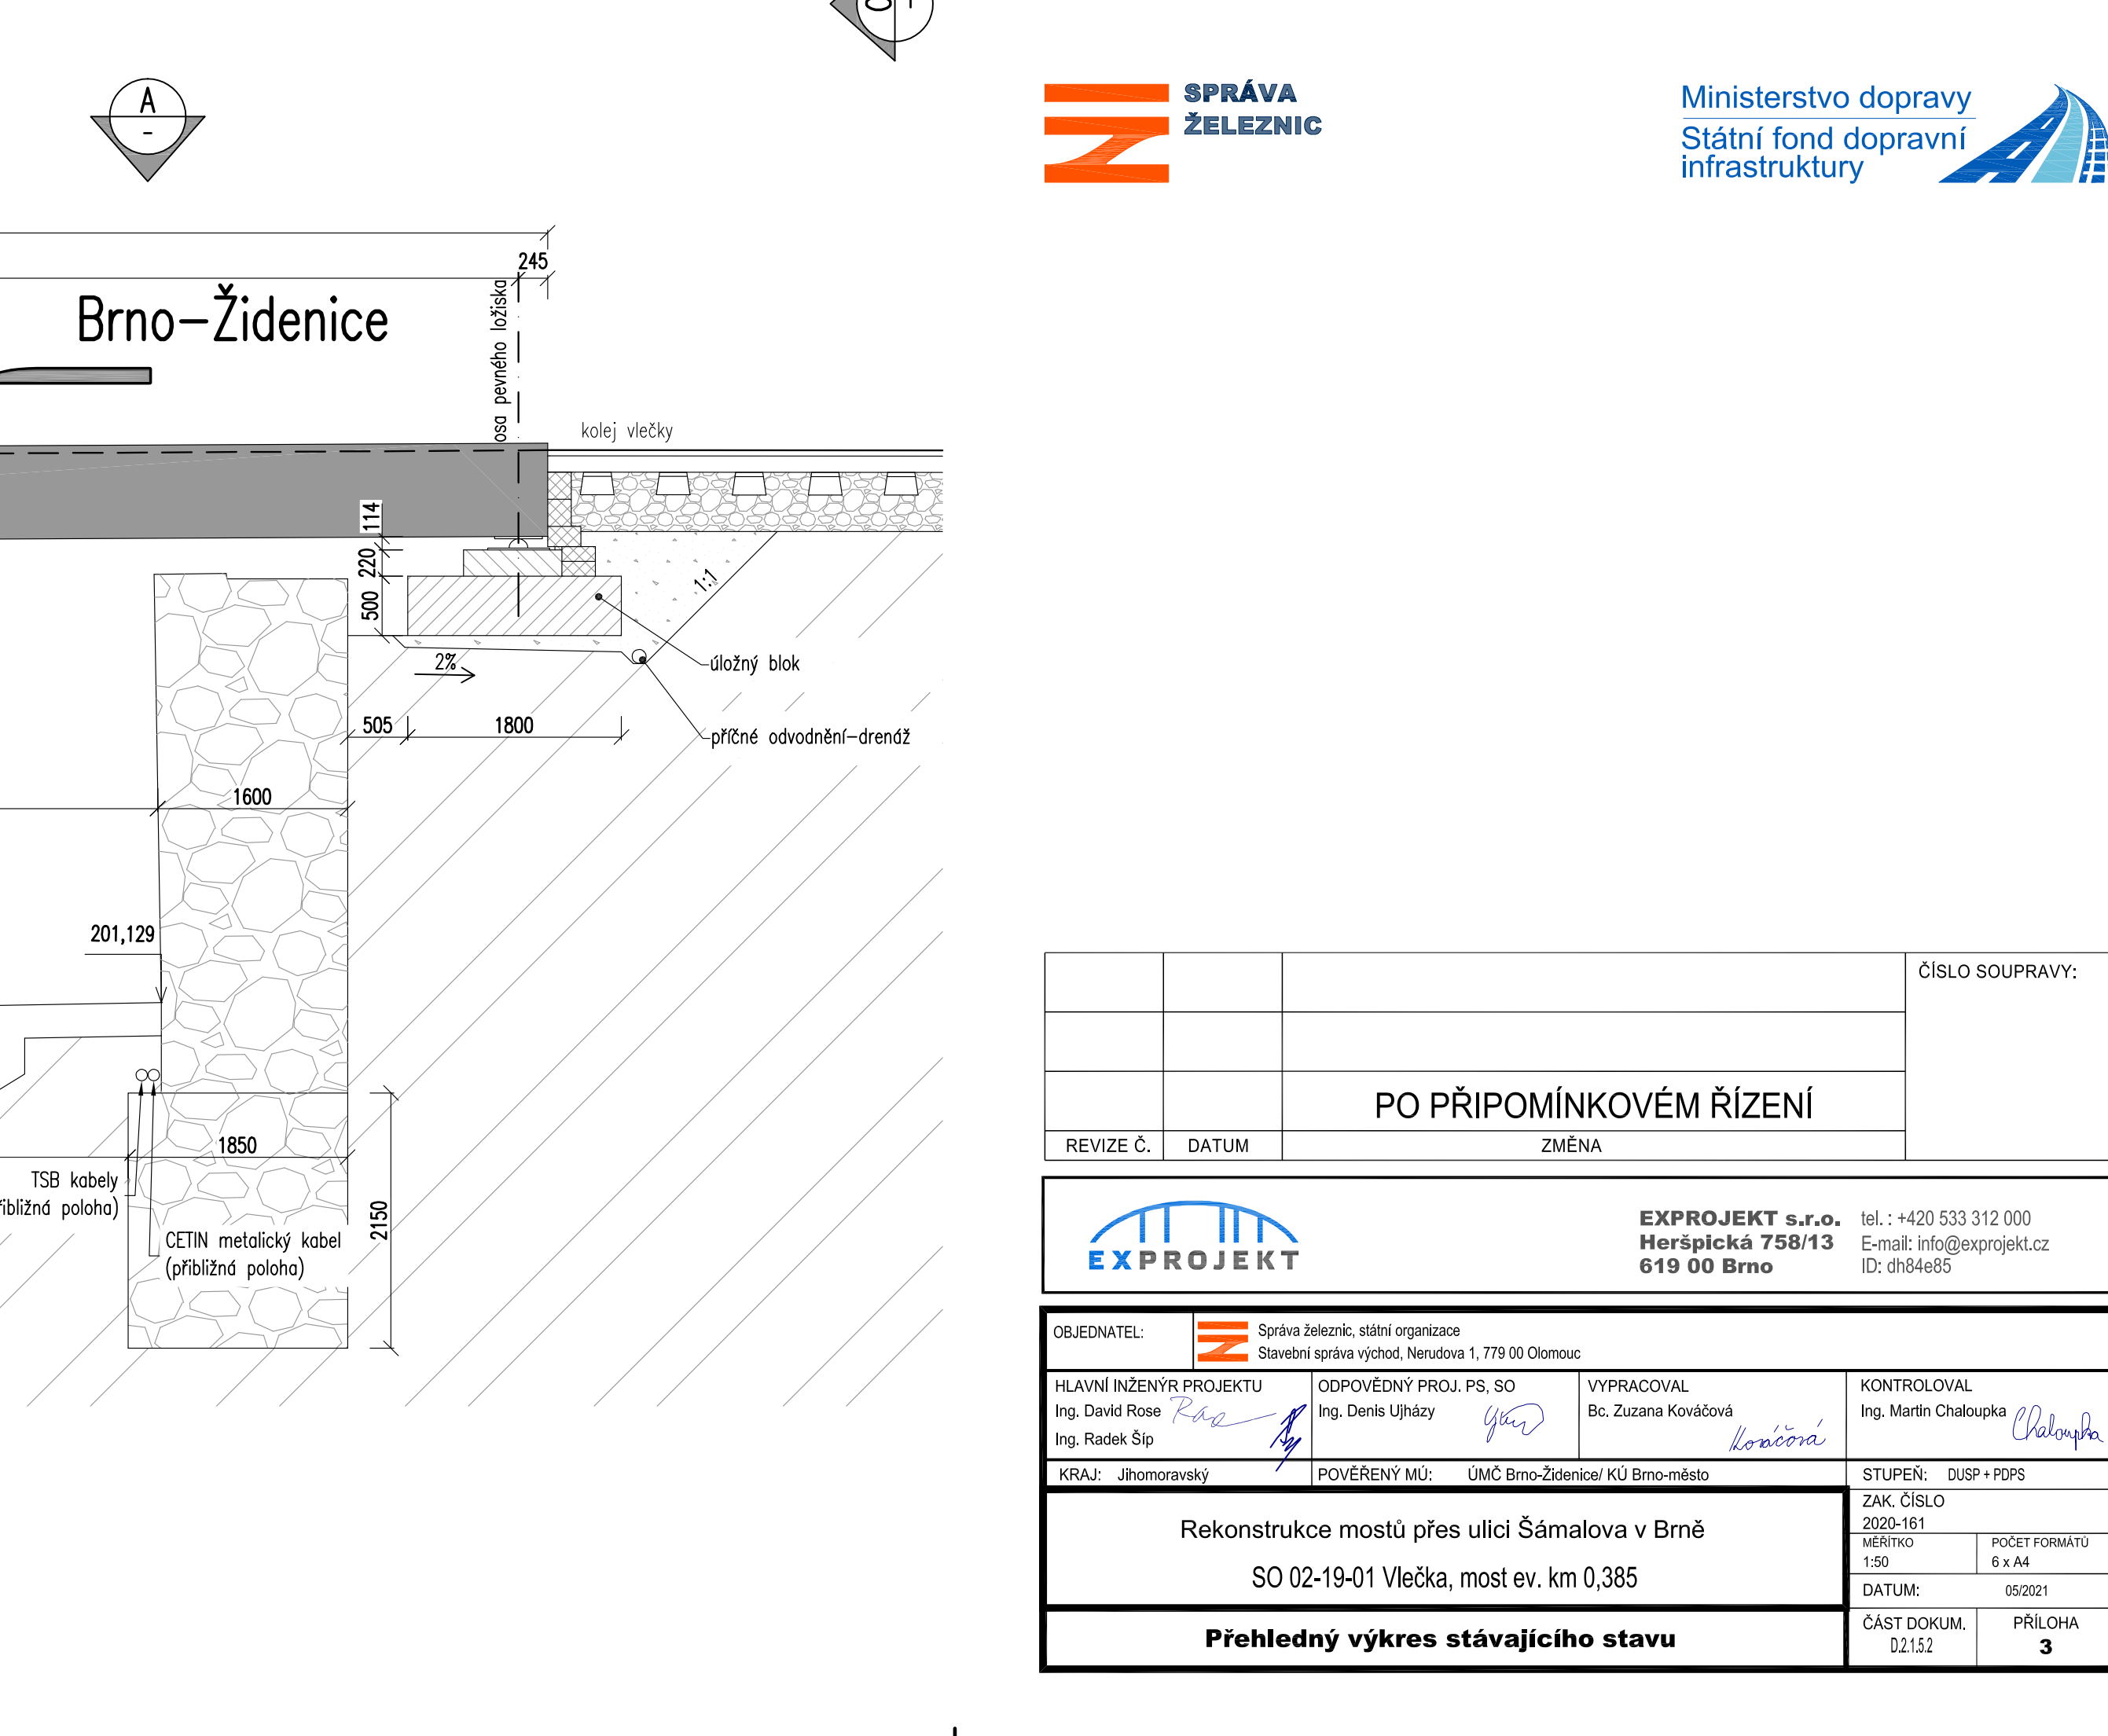 A
-
245
Brno-Židenice
osa pevného ložiska
kolej vlečky
114
220
500
1:1
2%
úložný blok
505
1800
příčné odvodnění-drenáž
1600
201,129
1850
TSB kabely
poloha)
2150
CETIN metalický kabel
(přibližná poloha)
SPRÁVA
ŽELEZNIC
Ministerstvo dopravy
Státní fond dopravní
infrastruktury
ČÍSLO SOUPRAVY:
PO PŘIPOMÍNKOVÉM ŘÍZENÍ
REVIZE Č. DATUM ZMĚNA
EXPROJEKT
EXPROJEKT s.r.o. tel. : +420 533 312 000
Heršpická 758/13 E-mail: info@exprojekt.cz
619 00 Brno ID: dh84e85
OBJEDNATEL:
Správa železnic, státní organizace
Stavební správa východ, Nerudova 1, 779 00 Olomouc
HLAVNÍ INŽENÝR PROJEKTU ODPOVĚDNÝ PROJ. PS, SO VYPRACOVAL KONTROLOVAL
Ing. David Rose Ing. Denis Ujházy Bc. Zuzana Kováčová Ing. Martin Chaloupka
Kováčová Chaloupka
Ing. Radek Šíp
KRAJ: Jihomoravský POVĚŘENÝ MÚ: ÚMČ Brno-Židenice/ KÚ Brno-město STUPEŇ: DUSP + PDPS
Rekonstrukce mostů přes ulici Šámalova v Brně
SO 02-19-01 Vlečka, most ev. km 0,385
ZAK. ČÍSLO
2020-161
MĚŘÍTKO POČET FORMÁTŮ
1:50 6 x A4
DATUM: 05/2021
Přehledný výkres stávajícího stavu
ČÁST DOKUM. PŘÍLOHA
D.2.1.5.2 3